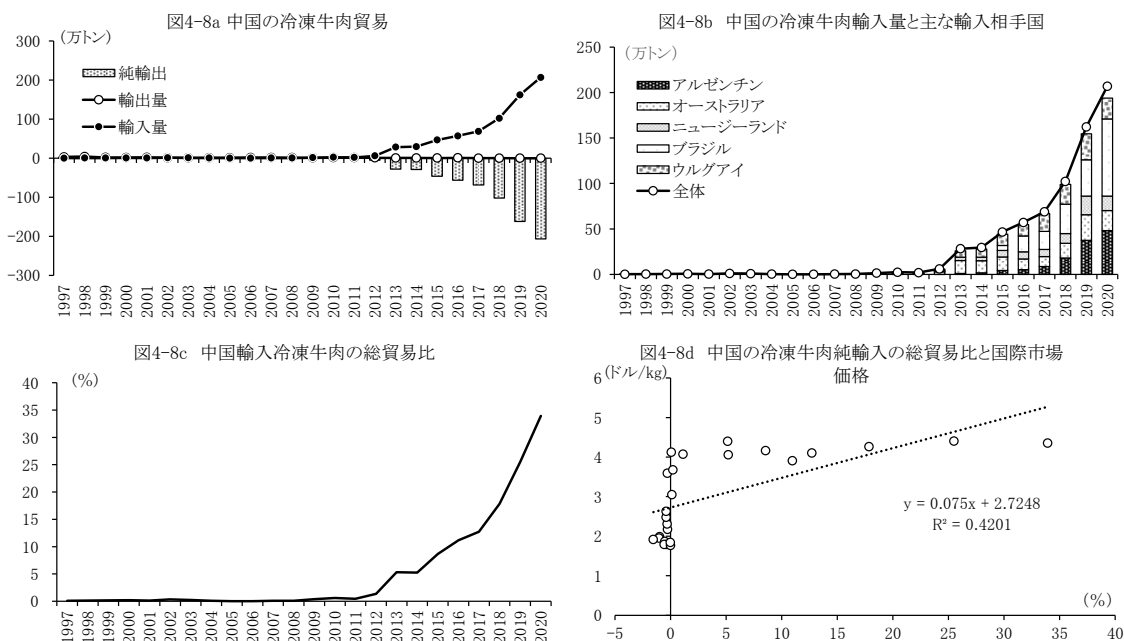 図4-8a 中国の冷凍牛肉貿易
(万トン)
300
200
100
0
−100
−200
−300
純輸出
輸出量
輸入量
1997 1998 1999 2000 2001 2002 2003 2004 2005 2006 2007 2008 2009 2010 2011 2012 2013 2014 2015 2016 2017 2018 2019 2020
図4-8b 中国の冷凍牛肉輸入量と主な輸入相手国
(万トン)
250
200
150
100
50
0
アルゼンチン
オーストラリア
ニュージーランド
ブラジル
ウルグアイ
全体
1997 1998 1999 2000 2001 2002 2003 2004 2005 2006 2007 2008 2009 2010 2011 2012 2013 2014 2015 2016 2017 2018 2019 2020
図4-8c 中国輸入冷凍牛肉の総貿易比
(%)
40
35
30
25
20
15
10
5
0
1997 1998 1999 2000 2001 2002 2003 2004 2005 2006 2007 2008 2009 2010 2011 2012 2013 2014 2015 2016 2017 2018 2019 2020
図4-8d 中国の冷凍牛肉純輸入の総貿易比と国際市場
価格
(ドル/kg)
6
5
4
3
2
1
0
y = 0.075x + 2.7248
R² = 0.4201
(%)
−5 0 5 10 15 20 25 30 35 40